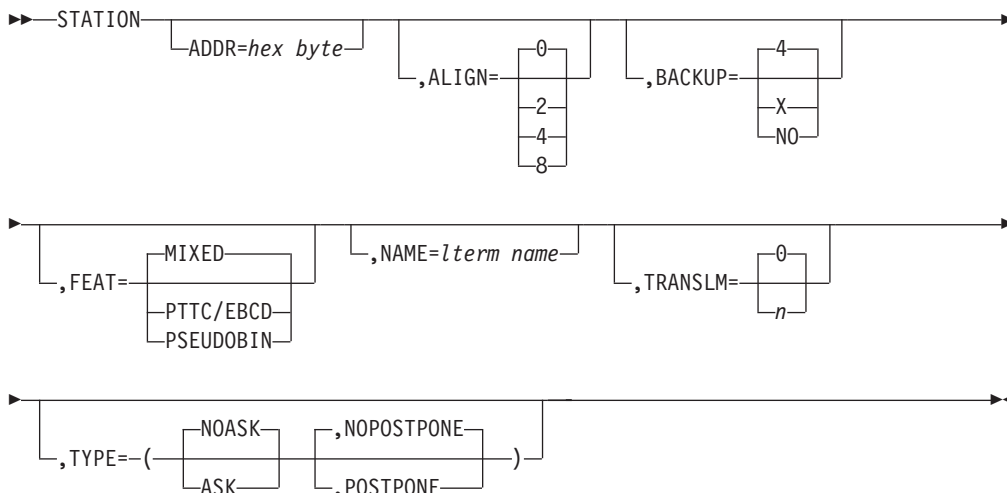 STATION
ADDR=hex byte
,ALIGN=
0
2
4
8
,BACKUP=
4
X
NO
,FEAT=
MIXED
PTTC/EBCD
PSEUDOBIN
,NAME=lterm name
,TRANSLM=
0
n
,TYPE=(
NOASK
ASK
,NOPOSTPONE
,POSTPONE
)